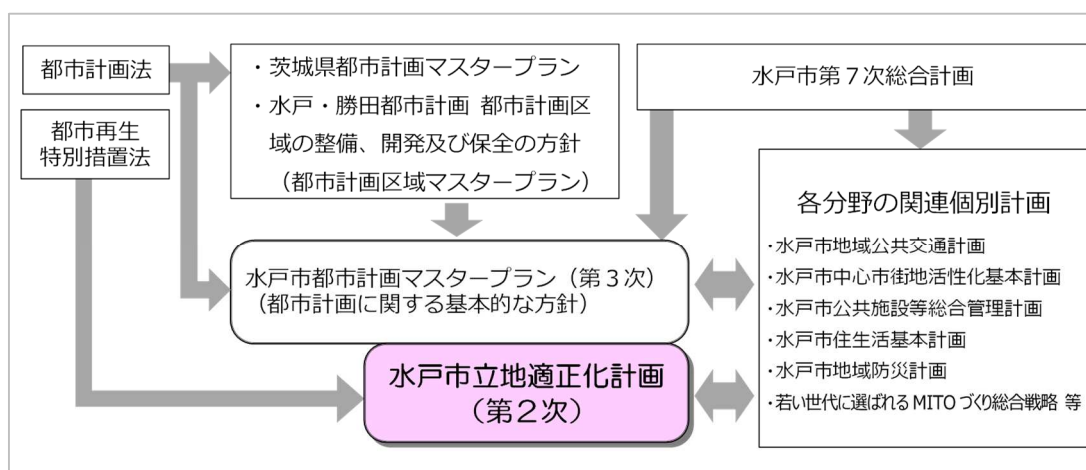 都市計画法
都市再生
特別措置法
・茨城県都市計画マスタープラン
・水戸・勝田都市計画 都市計画区
域の整備、開発及び保全の方針
（都市計画区域マスタープラン）
水戸市第７次総合計画
水戸市都市計画マスタープラン（第３次）
（都市計画に関する基本的な方針）
水戸市立地適正化計画
（第２次）
各分野の関連個別計画
・水戸市地域公共交通計画
・水戸市中心市街地活性化基本計画
・水戸市公共施設等総合管理計画
・水戸市住生活基本計画
・水戸市地域防災計画
・若い世代に選ばれる MITO づくり総合戦略 等